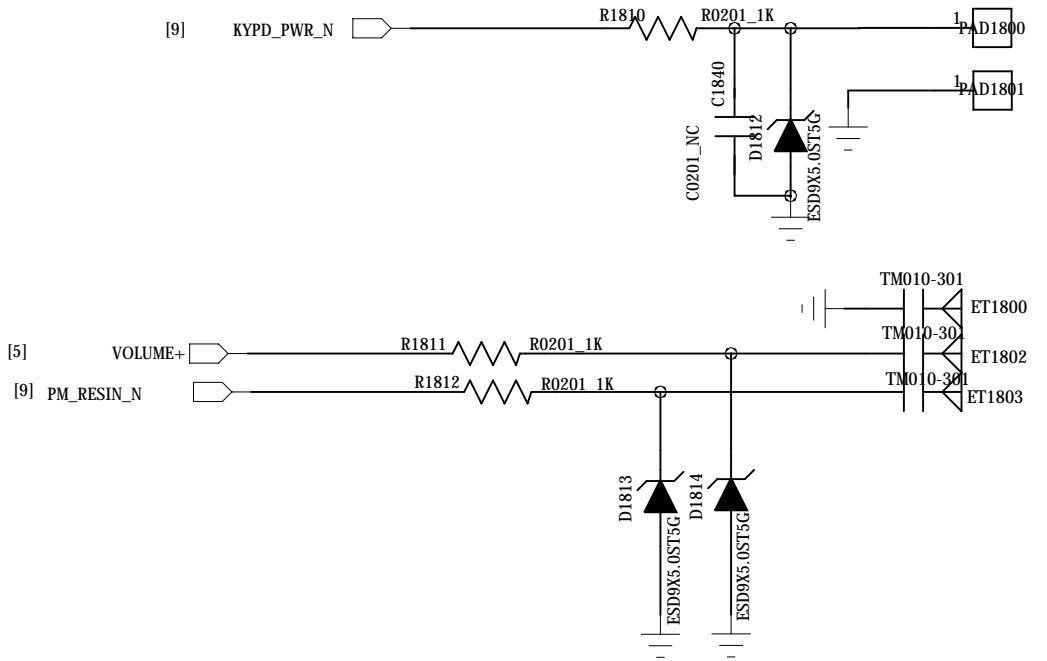 [9] KYPD_PWR_N
R1810
R0201_1K
1
PAD1800
C1840
C0201_NC
D1812
ESD9X5.0ST5G
1
PAD1801
TM010-301
ET1800
[5] VOLUME+
R1811
R0201_1K
TM010-301
ET1802
[9] PM_RESIN_N
R1812
R0201_1K
TM010-301
ET1803
D1813
ESD9X5.0ST5G
D1814
ESD9X5.0ST5G